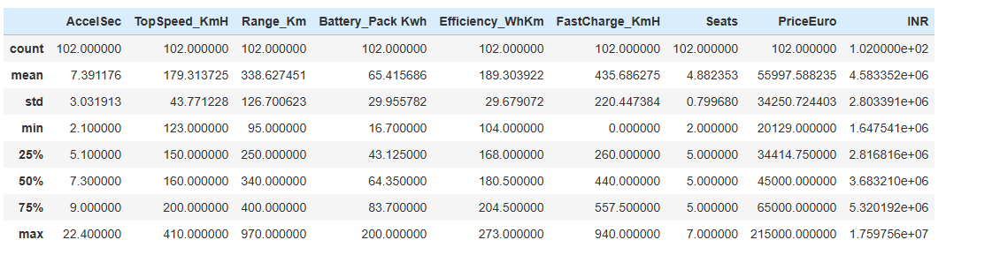 AccelSec TopSpeed_KmH Range_Km Battery_Pack Kwh Efficiency_WhKm FastCharge_KmH Seats PriceEuro INR
count 102.000000 102.000000 102.000000 102.000000 102.000000 102.000000 102.000000 102.000000 1.020000e+02
mean 7.391176 179.313725 338.627451 65.415686 189.303922 435.686275 4.882353 55997.588235 4.583352e+06
std 3.031913 43.771228 126.700623 29.955782 29.679072 220.447384 0.799680 34250.724403 2.803391e+06
min 2.100000 123.000000 95.000000 16.700000 104.000000 0.000000 2.000000 20129.000000 1.647541e+06
25% 5.100000 150.000000 250.000000 43.125000 168.000000 260.000000 5.000000 34414.750000 2.816816e+06
50% 7.300000 160.000000 340.000000 64.350000 180.500000 440.000000 5.000000 45000.000000 3.683210e+06
75% 9.000000 200.000000 400.000000 83.700000 204.500000 557.500000 5.000000 65000.000000 5.320192e+06
max 22.400000 410.000000 970.000000 200.000000 273.000000 940.000000 7.000000 215000.000000 1.759756e+07